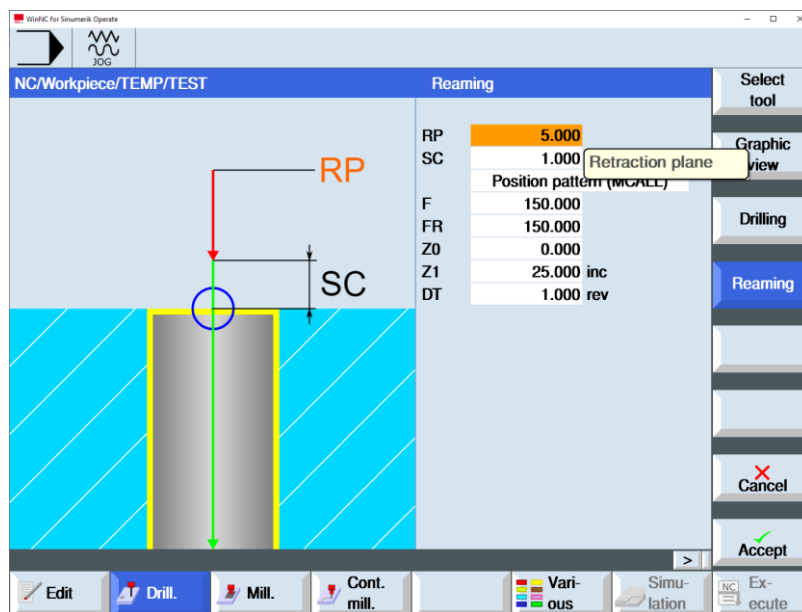 WinNC for Sinumerik Operate
JOG
NC/Workpiece/TEMP/TEST
Reaming
Select
tool
RP 5.000
SC 1.000
Retraction plane
Position pattern (MCALL)
F 150.000
FR 150.000
Z0 0.000
Z1 25.000 inc
DT 1.000 rev
RP
SC
Graphic
view
Drilling
Reaming
Cancel
Accept
>
Edit
Drill.
Mill.
Cont.
mill.
Vari-
ous
Simu-
lation
NC
Ex-
ecute